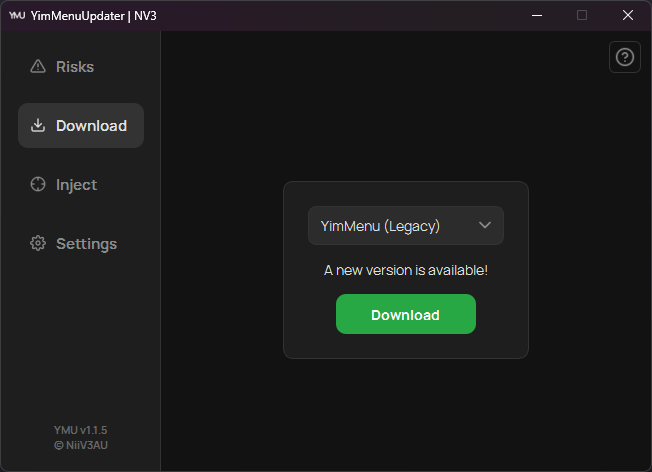 YMU YimMenuUpdater | NV3
Risks
Download
Inject
Settings
YimMenu (Legacy)
A new version is available!
Download
YMU v1.1.5
© NiiV3AU